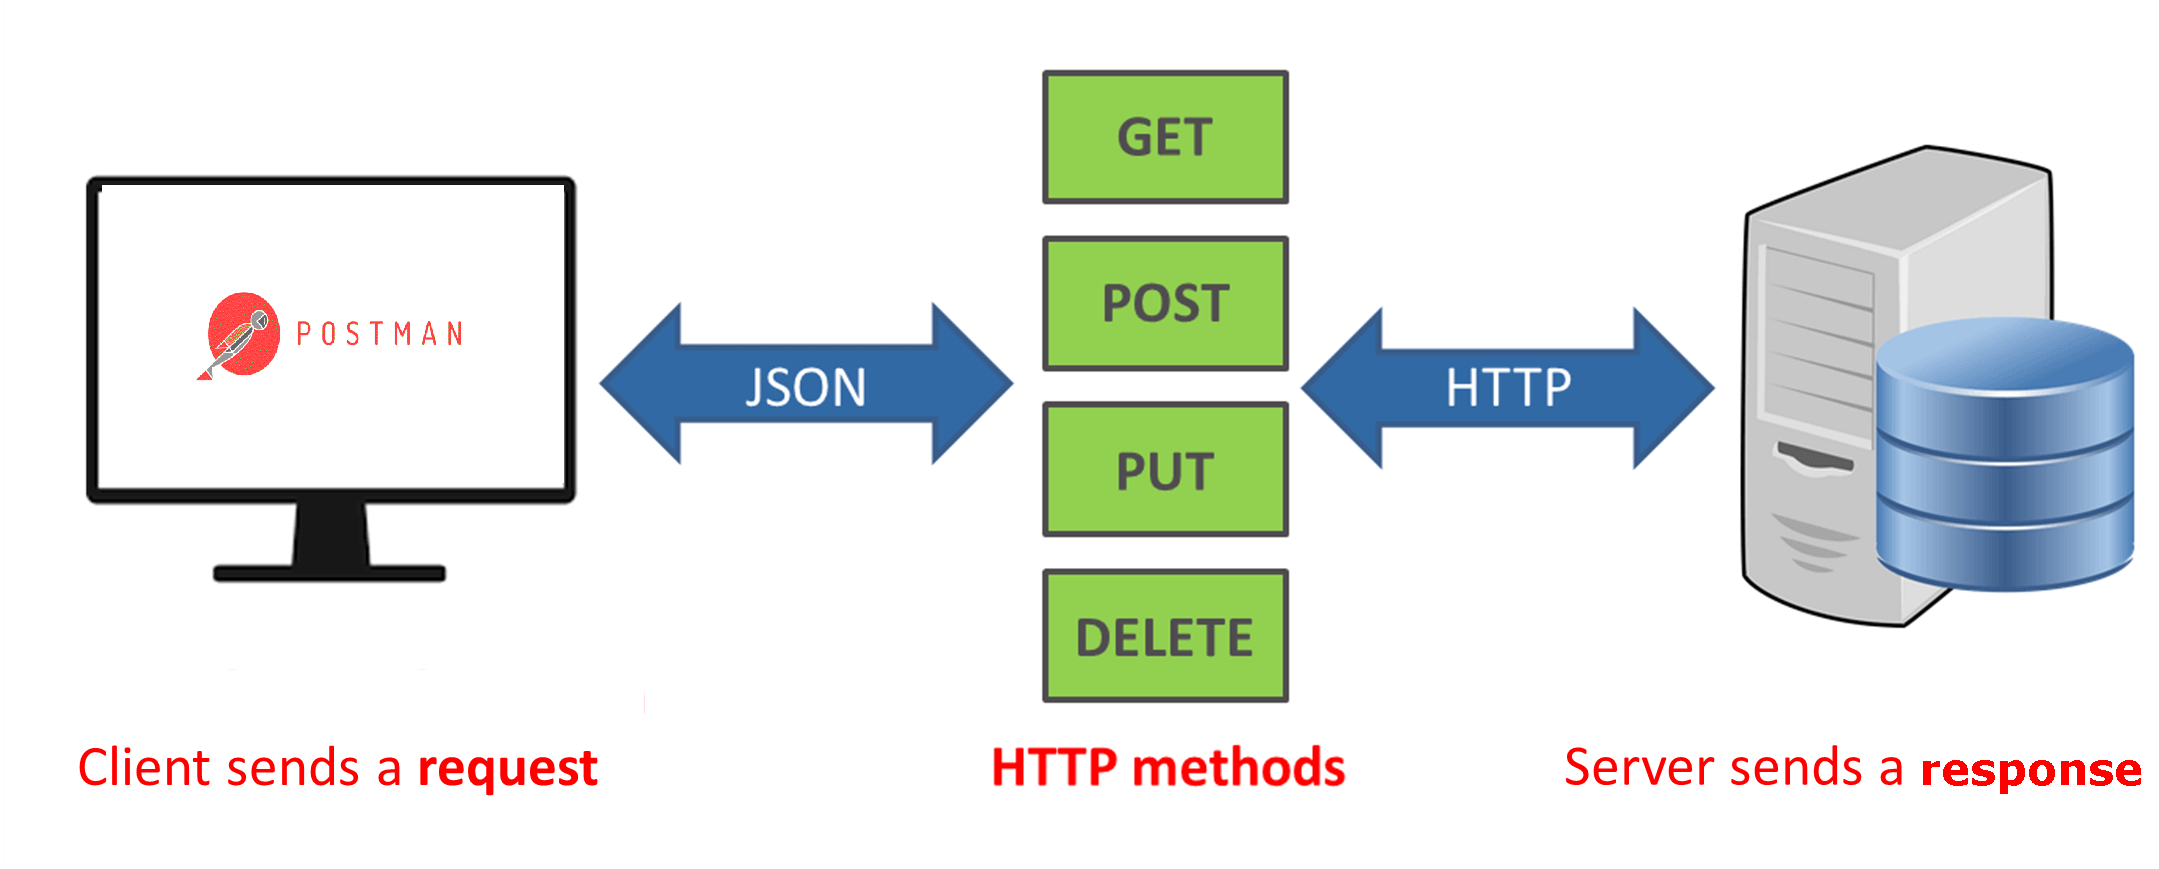 POSTMAN
JSON
GET
POST
PUT
DELETE
HTTP
Client sends a request
HTTP methods
Server sends a response